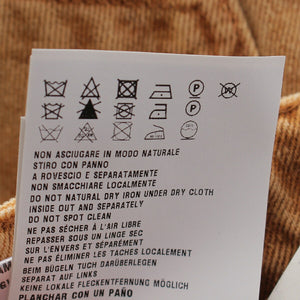 NON ASCIUGARE IN MODO NATURALE
STIRO CON PANNO
A ROVESCIO E SEPARATAMENTE
NON SMACCHIARE LOCALMENTE
DO NOT NATURAL DRY IRON UNDER DRY CLOTH
INSIDE OUT AND SEPARATELY
DO NOT SPOT CLEAN
NE PAS SÉCHER À L'AIR LIBRE
REPASSER SOUS UN LINGE SEC
SUR L'ENVERS ET SÉPARÉMENT
NE PAS ÉLIMINER LES TACHES LOCALEMENT
BEIM BÜGELN TUCH DARÜBERLEGEN
SEPARAT AUF LINKS
KEINE LOKALE FLECKENTFERNUNG MÖGLICH
PLANCHAR CON UN PAÑO